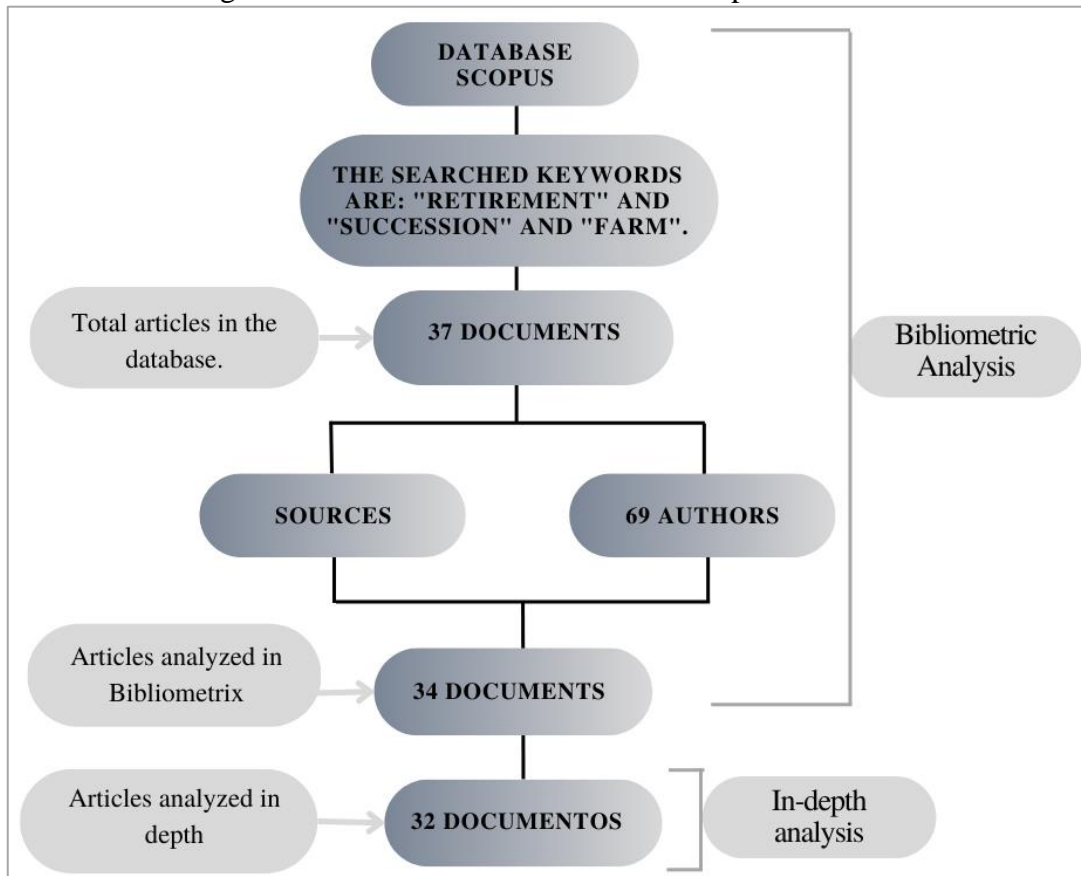 DATABASE
SCOPUS
THE SEARCHED KEYWORDS
ARE: "RETIREMENT" AND
"SUCCESSION" AND "FARM".
Total articles in the
database.
37 DOCUMENTS
Bibliometric
Analysis
SOURCES
69 AUTHORS
Articles analyzed in
Bibliometrix
34 DOCUMENTS
Articles analyzed in
depth
32 DOCUMENTOS
In-depth
analysis